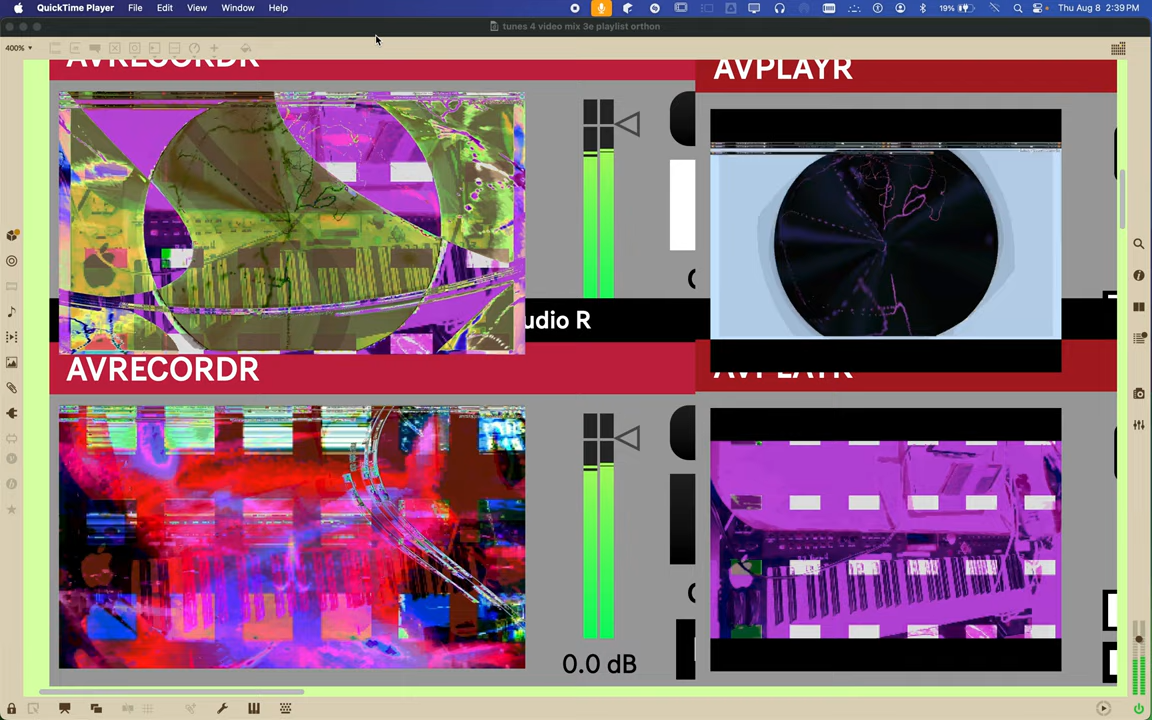 QuickTime Player File Edit View Window Help 19% Thu Aug 8 2:39 PM
tunes 4 video mix 3e playlist orthon
400%
AVRECORDR
AVPLAYR
udio R
AVRECORDR
AVPLAYR
0.0 dB